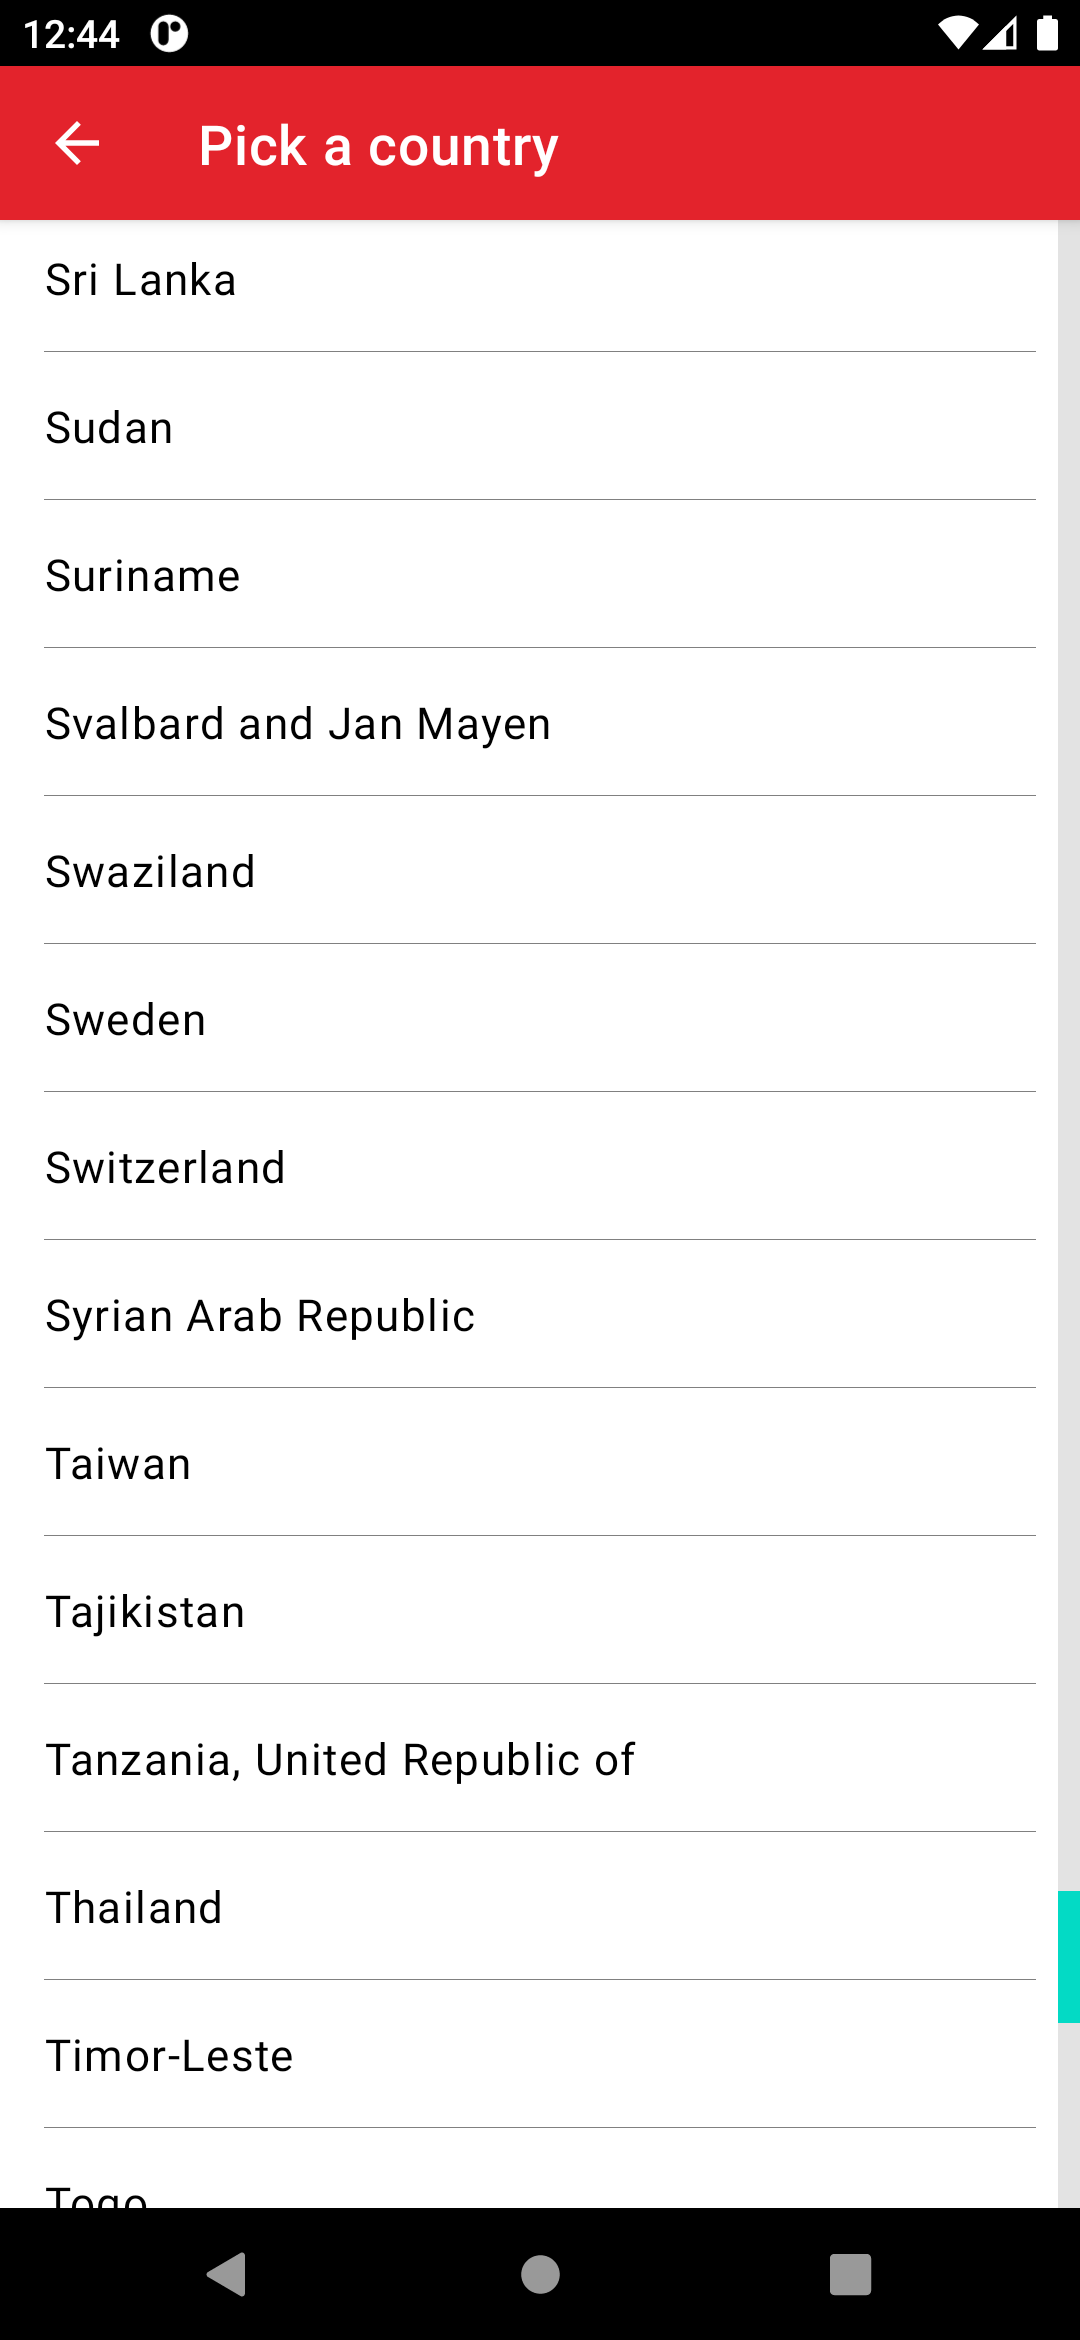 12:44
Pick a country
Sri Lanka
Sudan
Suriname
Svalbard and Jan Mayen
Swaziland
Sweden
Switzerland
Syrian Arab Republic
Taiwan
Tajikistan
Tanzania, United Republic of
Thailand
Timor-Leste
Togo